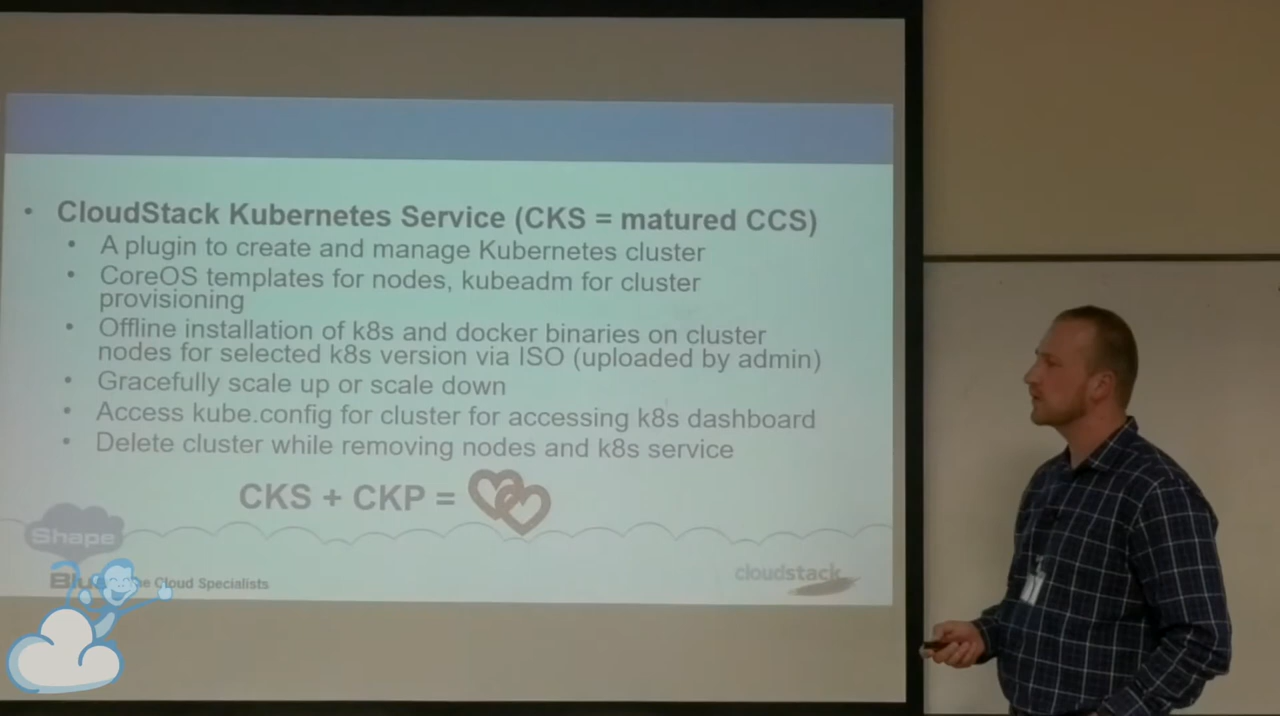 • CloudStack Kubernetes Service (CKS = matured CCS)
• A plugin to create and manage Kubernetes cluster
• CoreOS templates for nodes, kubeadm for cluster
provisioning
• Offline installation of k8s and docker binaries on cluster
nodes for selected k8s version via ISO (uploaded by admin)
• Gracefully scale up or scale down
• Access kube.config for cluster for accessing k8s dashboard
• Delete cluster while removing nodes and k8s service
CKS + CKP =
Shape
Cloud Specialists
cloudstack